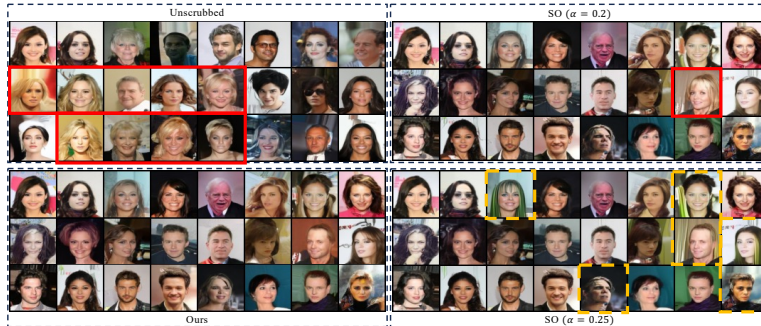 Unscrubbed
SO (α = 0.2)
Ours
SO (α = 0.25)